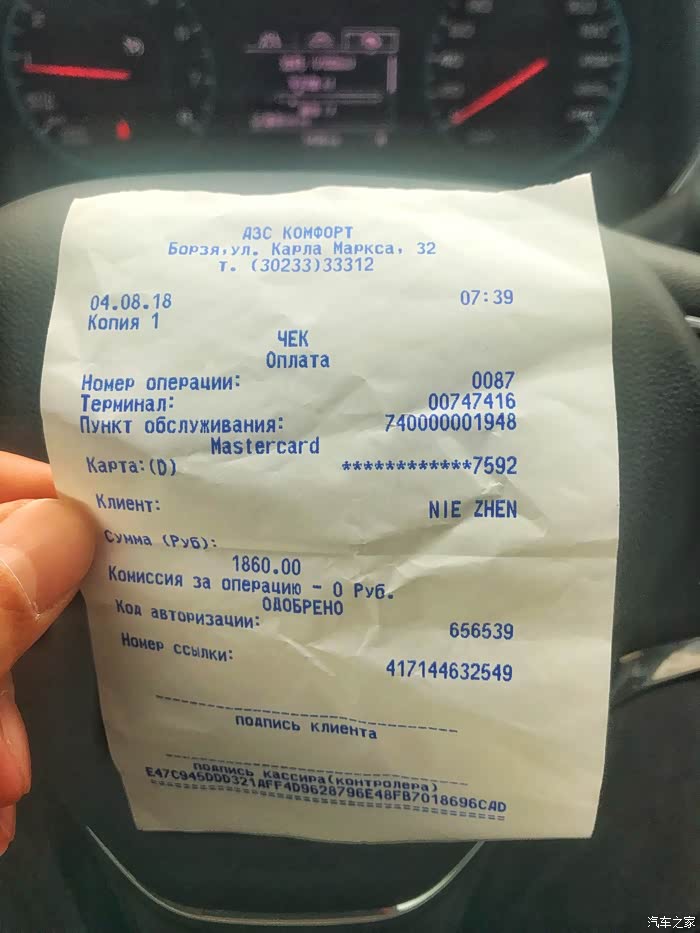 АЗС КОМФОРТ
Борзя,ул. Карла Маркса, 32
т. (30233)33312
04.08.18 07:39
Копия 1
ЧЕК
Оплата
Номер операции: 0087
Терминал: 00747416
Пункт обслуживания: 740000001948
Mastercard
Карта:(D) ************7592
Клиент: NIE ZHEN
Сумма (Руб):
1860.00
Комиссия за операцию - 0 Руб.
ОДОБРЕНО
Код авторизации: 656539
Номер ссылки: 417144632549
подпись клиента
подпись кассира(контролера)
E47C945DDD321AFF4D9628796E48FB7018696CAD
==================================
汽车之家